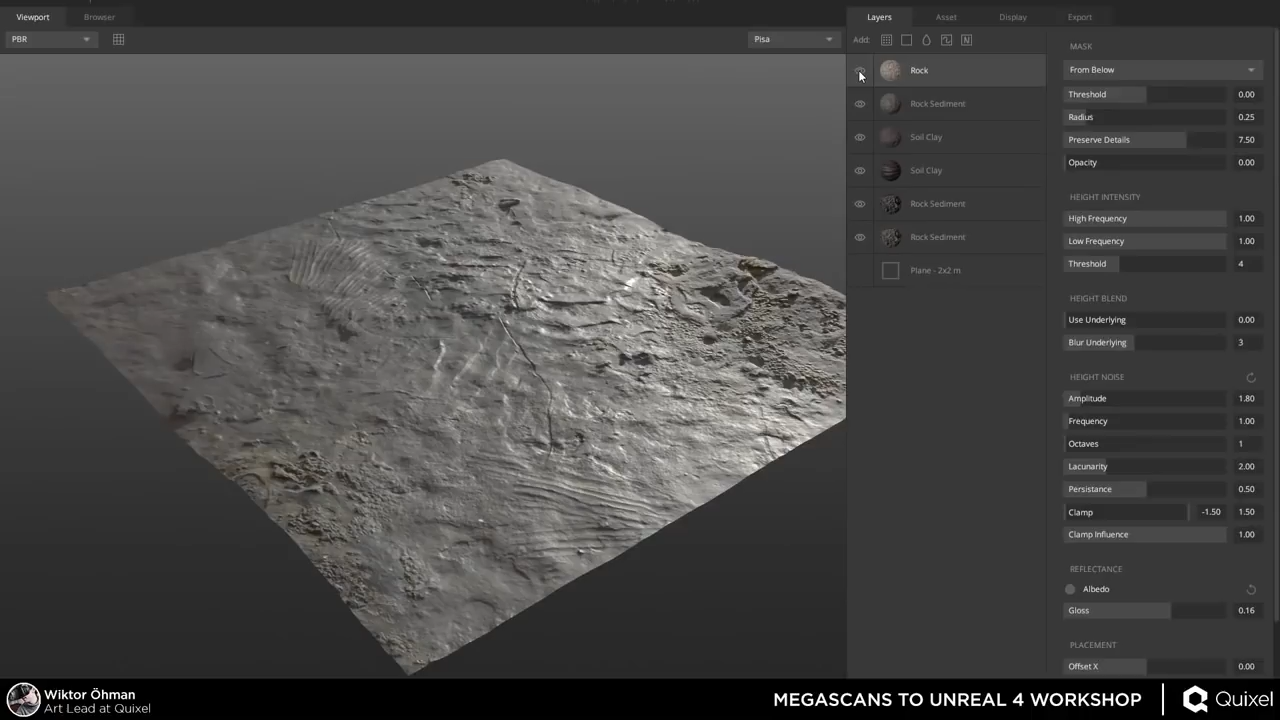 Viewport
Browser
Layers
Asset
Display
Export
PBR
Pisa
Add:
N
Rock
Rock Sediment
Soil Clay
Soil Clay
Rock Sediment
Rock Sediment
Plane - 2x2 m
MASK
From Below
Threshold 0.00
Radius 0.25
Preserve Details 7.50
Opacity 0.00
HEIGHT INTENSITY
High Frequency 1.00
Low Frequency 1.00
Threshold 4
HEIGHT BLEND
Use Underlying 0.00
Blur Underlying 3
HEIGHT NOISE
Amplitude 1.80
Frequency 1.00
Octaves 1
Lacunarity 2.00
Persistance 0.50
Clamp -1.50 1.50
Clamp Influence 1.00
REFLECTANCE
Albedo
Gloss 0.16
PLACEMENT
Offset X 0.00
Wiktor Öhman
Art Lead at Quixel
MEGASCANS TO UNREAL 4 WORKSHOP
Quixel